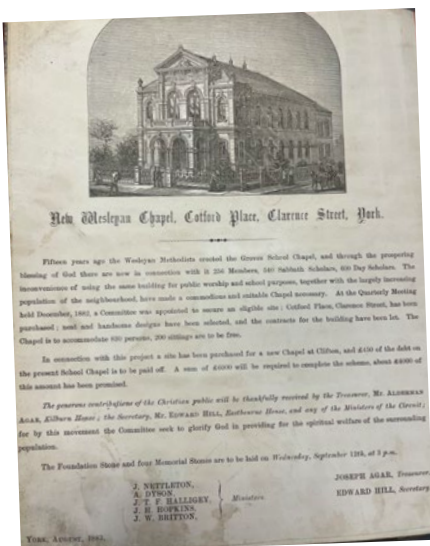 New Wesleyan Chapel, Cotford Place, Clarence Street, York.
Fifteen years ago the Wesleyan Methodists erected the Groves School Chapel, and through the prospering
blessing of God there are now in connection with it 256 Members, 540 Sabbath Scholars, 600 Day Scholars. The
inconvenience of using the same building for public worship and school purposes, together with the largely increasing
population of the neighbourhood, have made a commodious and suitable Chapel necessary. At the Quarterly Meeting
held December, 1882, a Committee was appointed to secure an eligible site; Cotford Place, Clarence Street, has been
purchased; neat and handsome designs have been selected, and the contracts for the building have been let. The
Chapel is to accommodate persons, 200 sittings are to be free.
In connection with this project a site has been purchased for a new Chapel at Clifton, and £450 of the debt on
the present School Chapel is to be paid off. A sum of will be required to complete the scheme, about £4000 of
this amount has been promised.
The generous contributions of the Christian public will be thankfully received by the Treasurer, MR. ALDERMAN
AGAR, Kilburn House; the Secretary, MR. EDWARD HILL, Eastbourne House, and any of the Ministers of the Circuit;
for by this movement the Committee seek to glorify God in providing for the spiritual welfare of the surrounding
population.
The Foundation Stone and four Memorial Stones are to be laid on Wednesday, September 12th, at 3 p.m.
J. NETTLETON,
A. DYSON,
J. T. F. HALLIGEY,
J. H. HOPKINS,
J. W. BRITTON,
Ministers.
JOSEPH AGAR, Treasurer.
EDWARD HILL, Secretary
YORK, AUGUST, 1883.